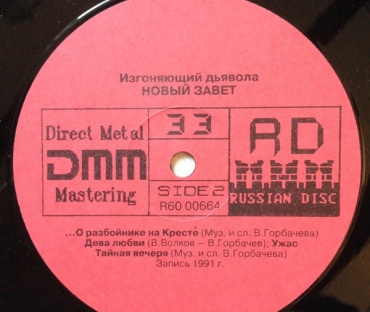 Изгоняющий дьявола
НОВЫЙ ЗАВЕТ
Direct Metal
DMM
Mastering
33
SIDE 2
R60 00664
RD
RUSSIAN DISC
...О разбойнике на Кресте (Муз. и сл. В.Горбачева)
Дева любви (В.Волков – В.Горбачев); Ужас
Тайная вечеря (Муз. и сл. В.Горбачева)
Запись 1991 г.